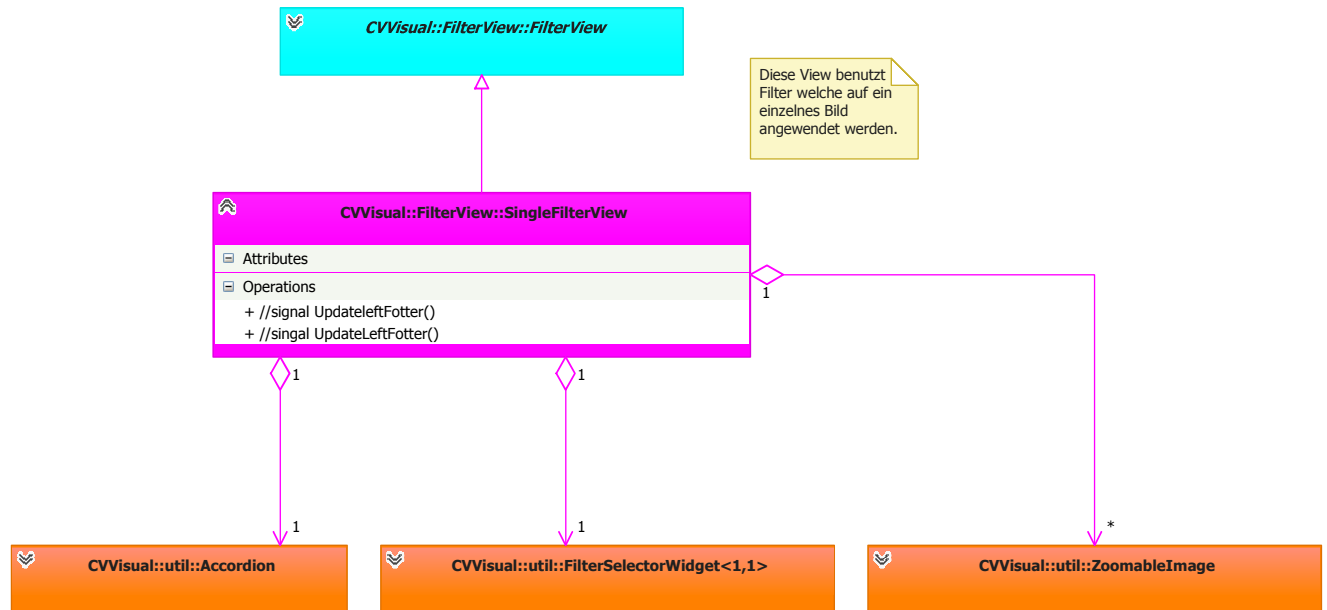 CVVisual::FilterView::FilterView
Diese View benutzt
Filter welche auf ein
einzelnes Bild
angewendet werden.
CVVisual::FilterView::SingleFilterView
Attributes
Operations
+ //signal UpdateleftFotter()
+ //singal UpdateLeftFotter()
1
1
1
1
1
*
CVVisual::util::Accordion
CVVisual::util::FilterSelectorWidget<1,1>
CVVisual::util::ZoomableImage